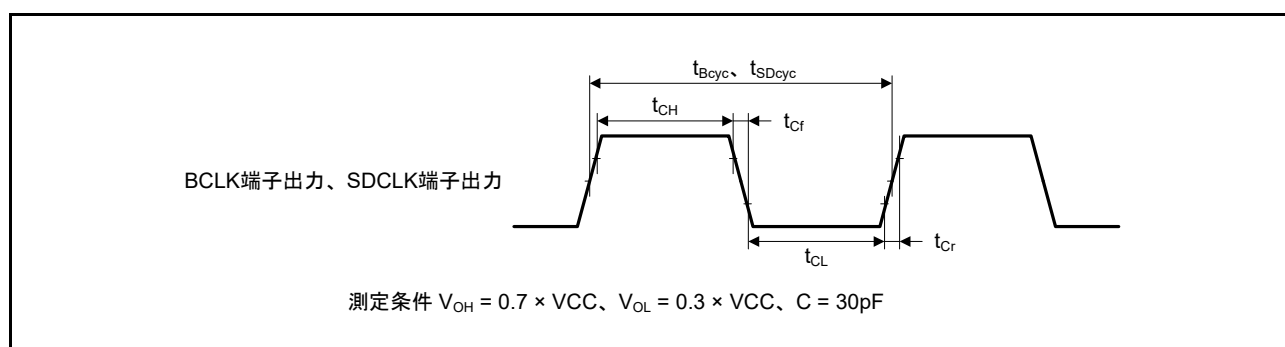 tBcyc、tSDcyc
tCH
tCf
BCLK端子出力、SDCLK端子出力
tCL
tCr
測定条件 VOH = 0.7 × VCC、VOL = 0.3 × VCC、C = 30pF